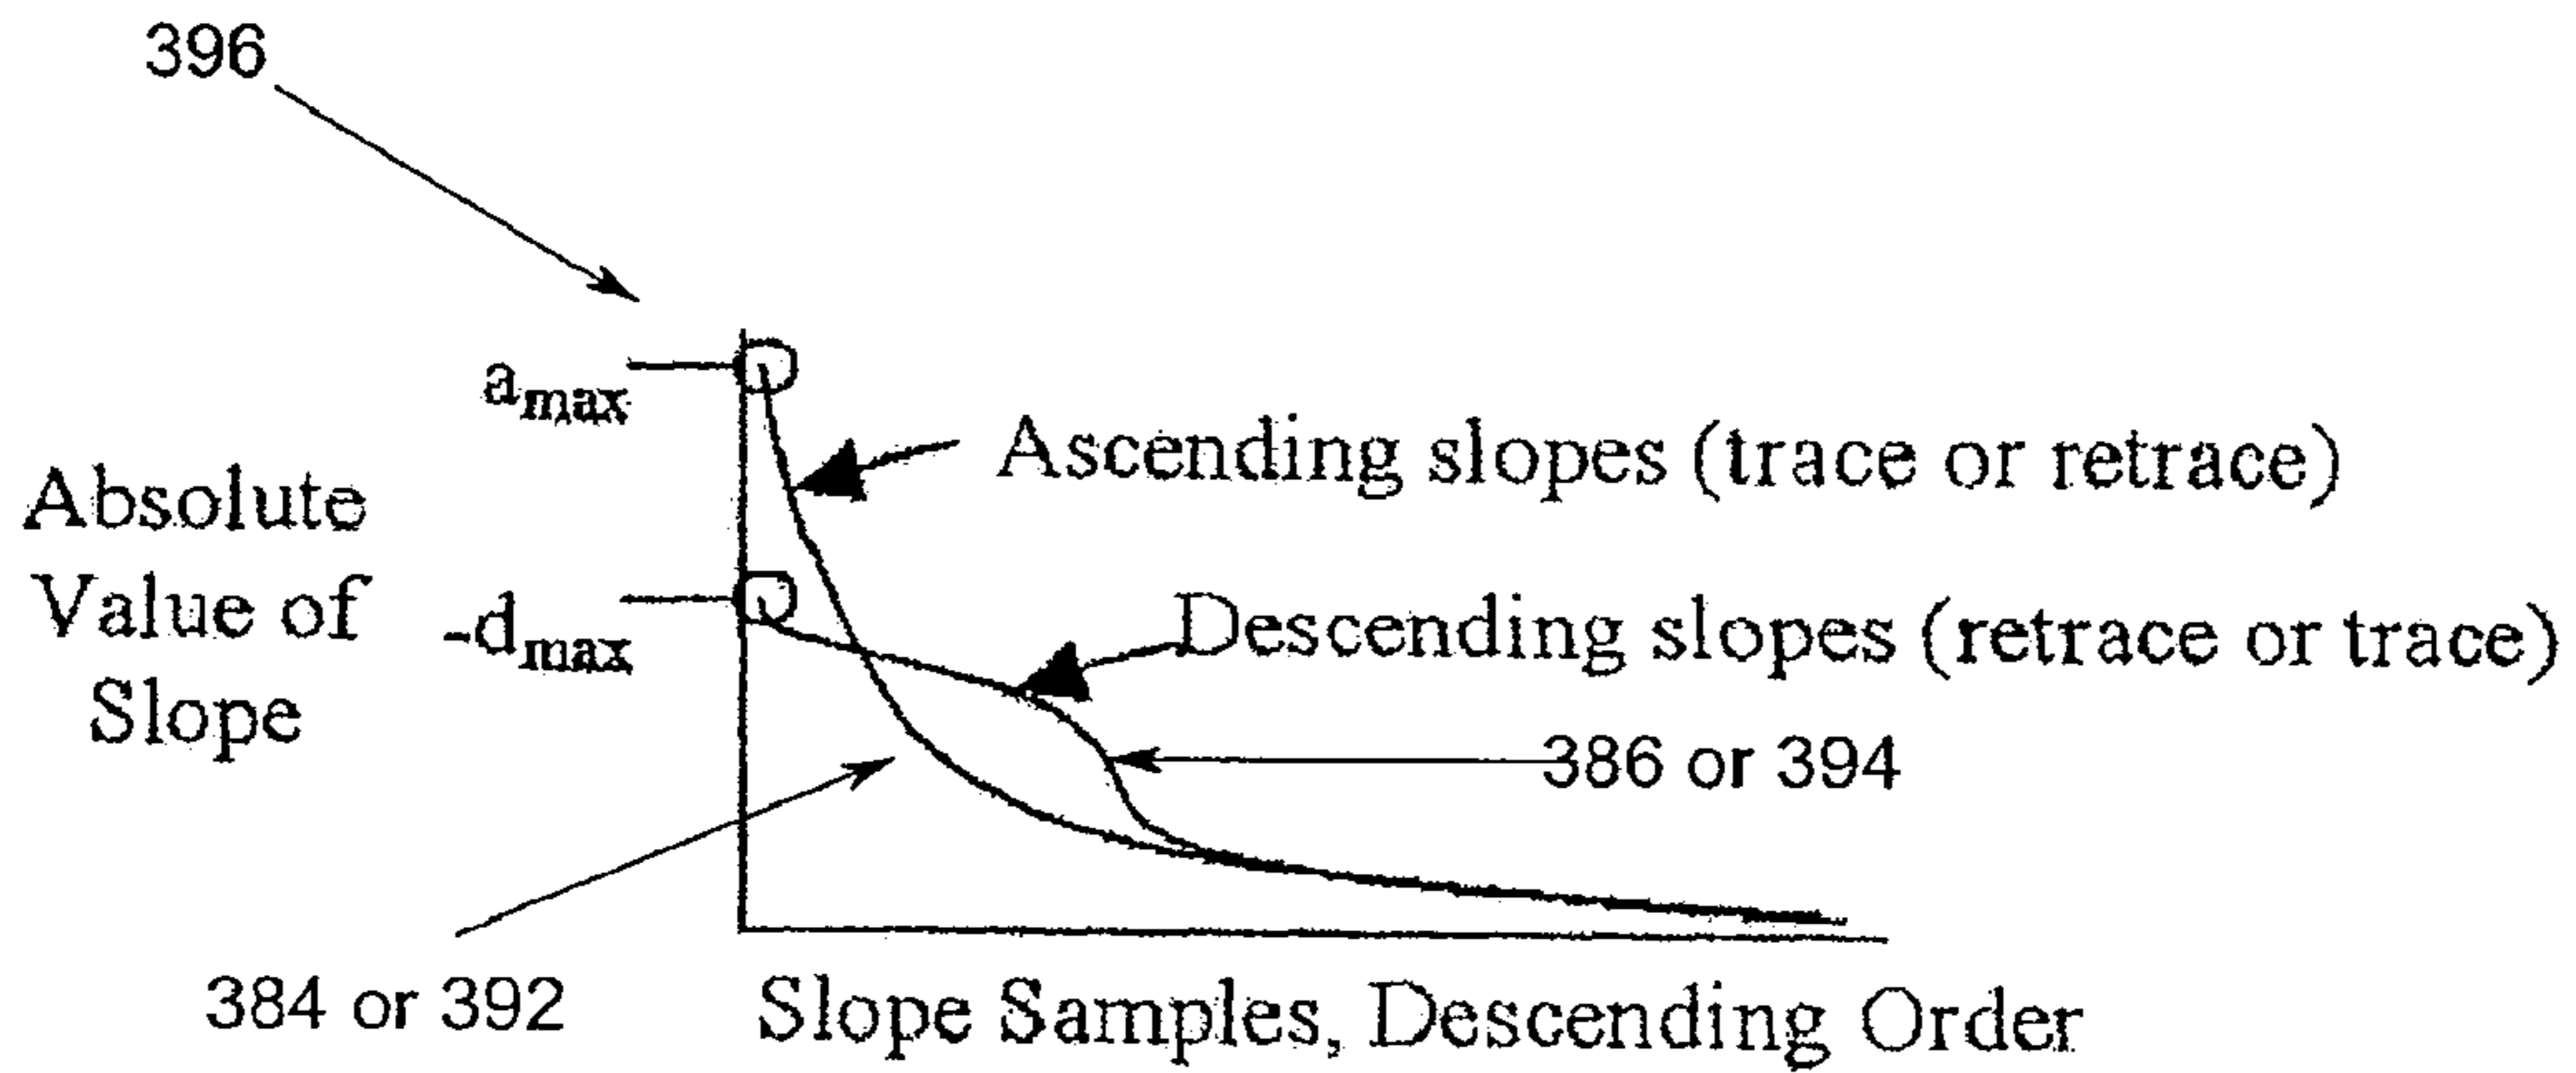 396
a_max
Ascending slopes (trace or retrace)
Absolute
Value of
Slope
-d_max
Descending slopes (retrace or trace)
386 or 394
384 or 392
Slope Samples, Descending Order